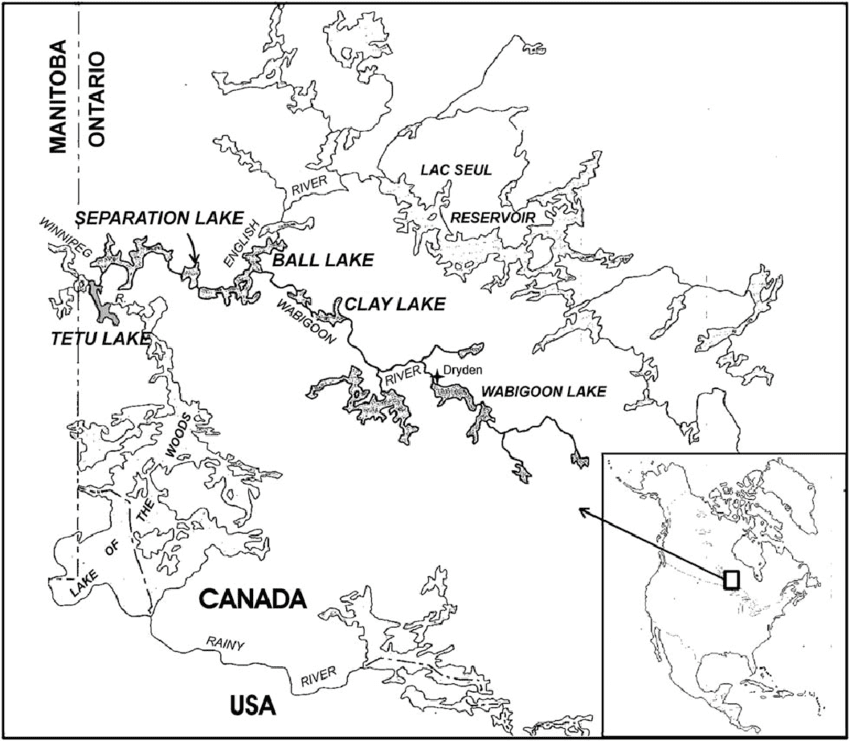 MANITOBA
ONTARIO
LAC SEUL
RIVER
RESERVOIR
SEPARATION LAKE
WINNIPEG
ENGLISH
BALL LAKE
R.
CLAY LAKE
WABIGOON
TETU LAKE
RIVER
Dryden
WABIGOON LAKE
LAKE OF THE WOODS
CANADA
RAINY
RIVER
USA